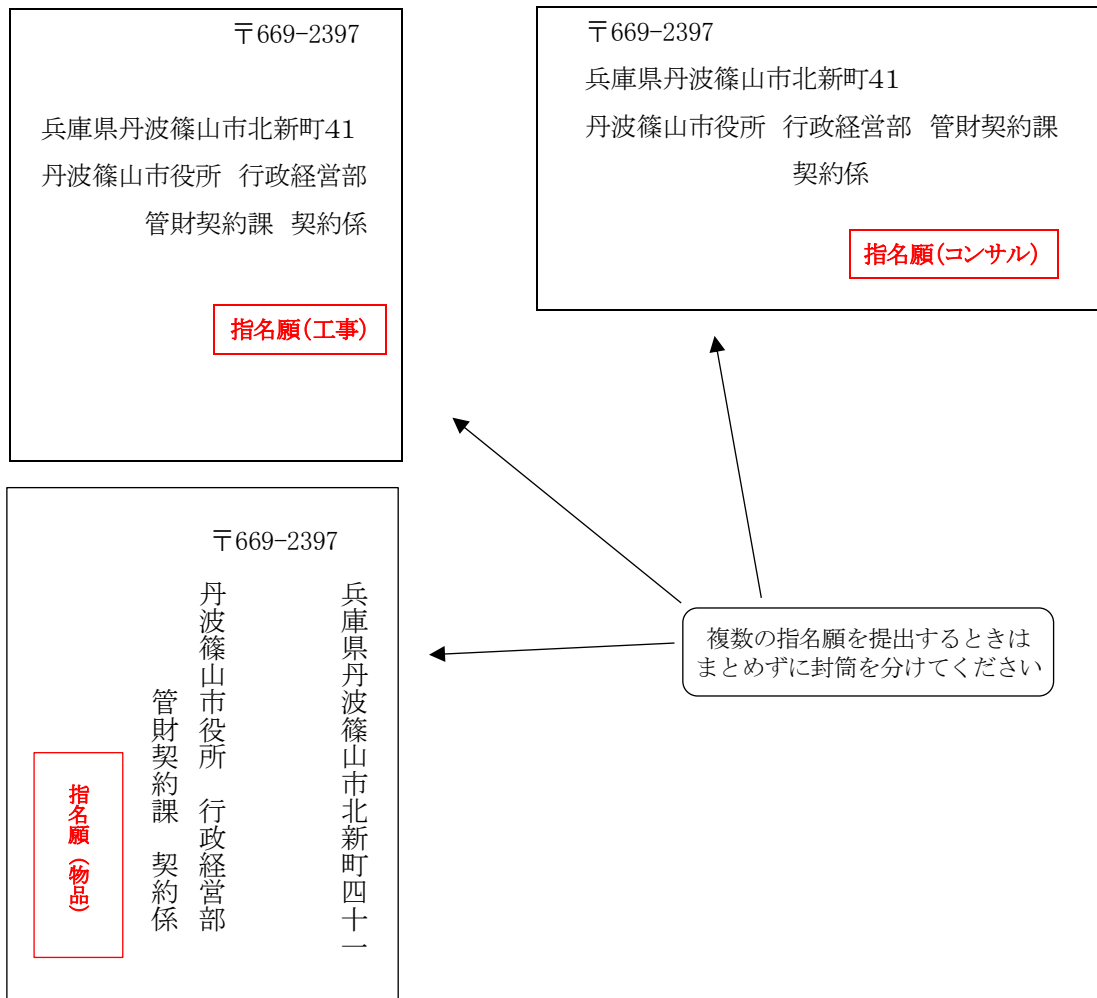 〒669-2397
兵庫県丹波篠山市北新町41
丹波篠山市役所 行政経営部
管財契約課 契約係
指名願(工事)
〒669-2397
兵庫県丹波篠山市北新町41
丹波篠山市役所 行政経営部 管財契約課
契約係
指名願(コンサル)
〒669-2397
兵庫県丹波篠山市北新町四十一
丹波篠山市役所 行政経営部
管財契約課 契約係
指名願(物品)
複数の指名願を提出するときは
まとめずに封筒を分けてください